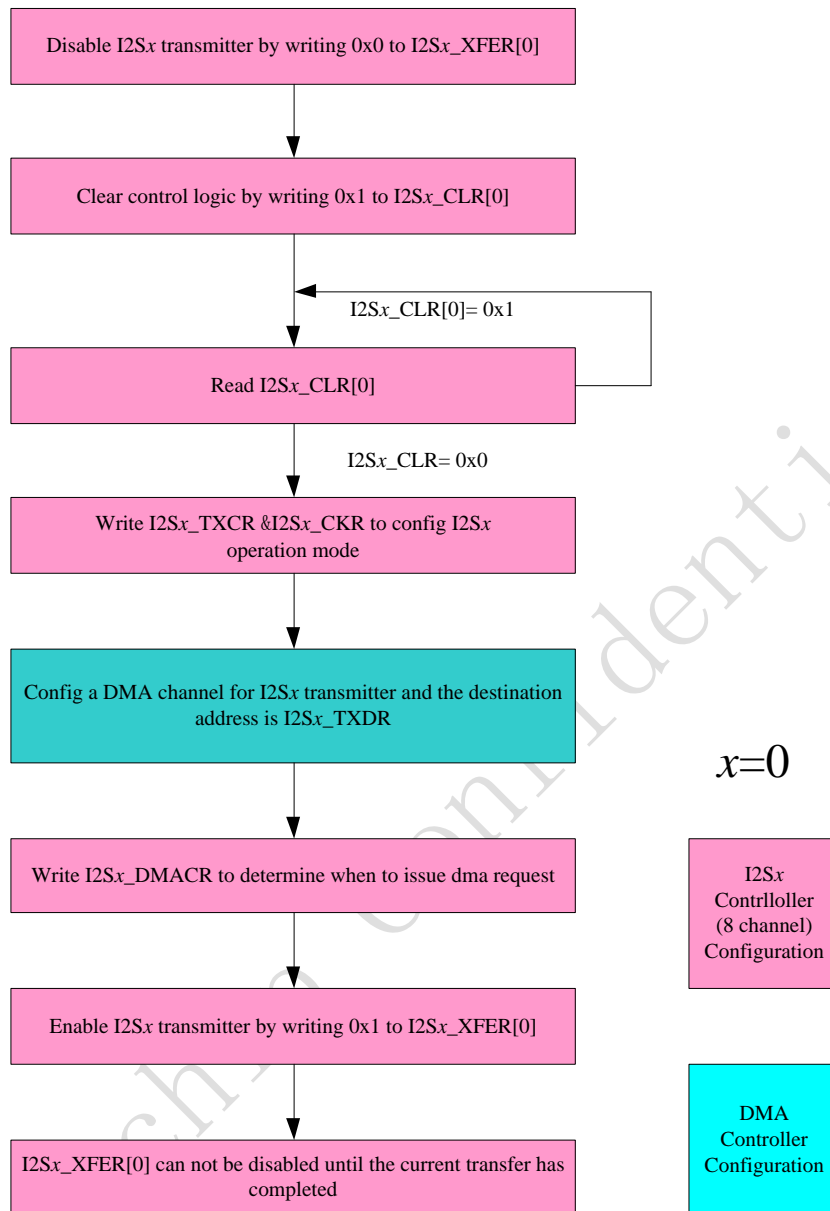 Disable I2Sx transmitter by writing 0x0 to I2Sx_XFER[0]
Clear control logic by writing 0x1 to I2Sx_CLR[0]
I2Sx_CLR[0]= 0x1
Read I2Sx_CLR[0]
I2Sx_CLR= 0x0
Write I2Sx_TXCR &I2Sx_CKR to config I2Sx
operation mode
Config a DMA channel for I2Sx transmitter and the destination
address is I2Sx_TXDR
x=0
Write I2Sx_DMACR to determine when to issue dma request
I2Sx
Contrlloller
(8 channel)
Configuration
Enable I2Sx transmitter by writing 0x1 to I2Sx_XFER[0]
DMA
Controller
Configuration
I2Sx_XFER[0] can not be disabled until the current transfer has
completed